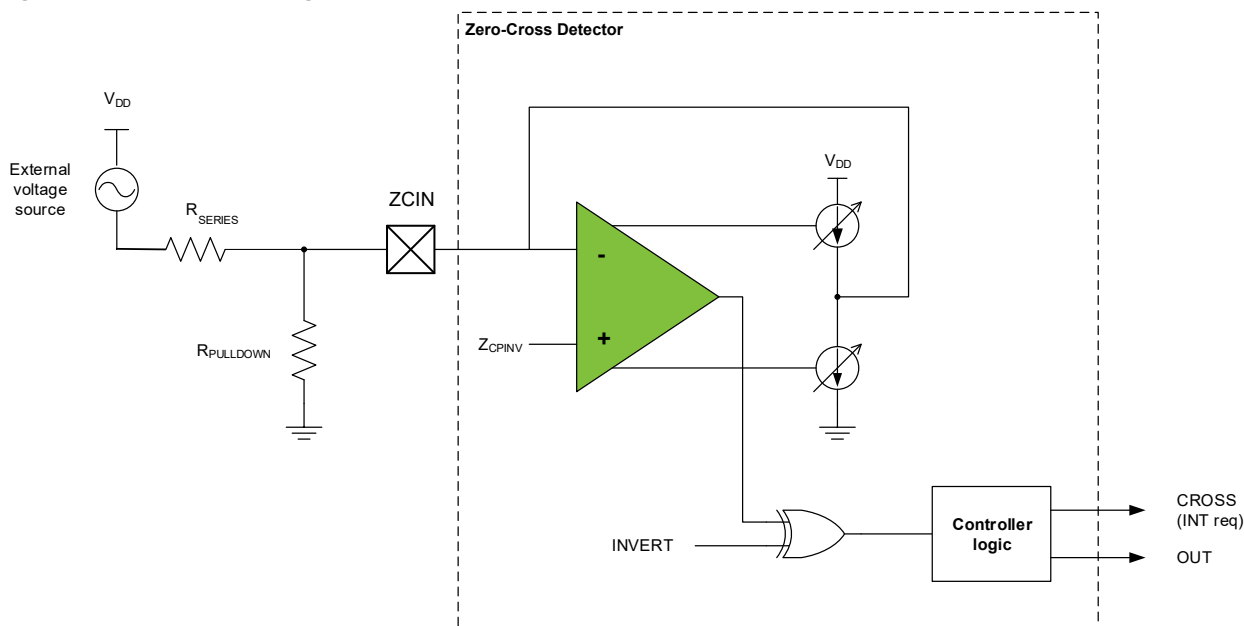 Zero-Cross Detector
V_DD
External
voltage
source
R_SERIES
ZCIN
V_DD
-
+
Z_CPINV
R_PULLDOWN
INVERT
Controller
logic
CROSS
(INT req)
OUT